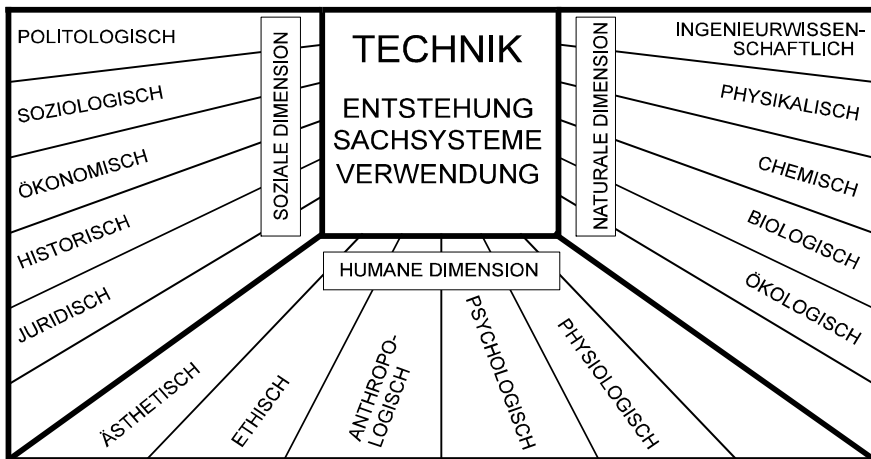 POLITOLOGISCH
SOZIOLOGISCH
ÖKONOMISCH
HISTORISCH
JURIDISCH
SOZIALE DIMENSION
TECHNIK
ENTSTEHUNG
SACHSYSTEME
VERWENDUNG
NATURALE DIMENSION
INGENIEURWISSEN-
SCHAFTLICH
PHYSIKALISCH
CHEMISCH
BIOLOGISCH
ÖKOLOGISCH
HUMANE DIMENSION
ÄSTHETISCH
ETHISCH
ANTHROPO-
LOGISCH
PSYCHOLOGISCH
PHYSIOLOGISCH